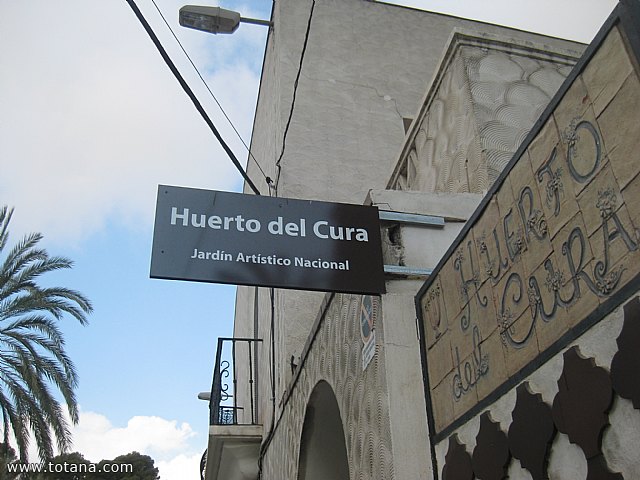 Huerto del Cura
Jardín Artístico Nacional
HUERTO
del CURA
www.totana.com